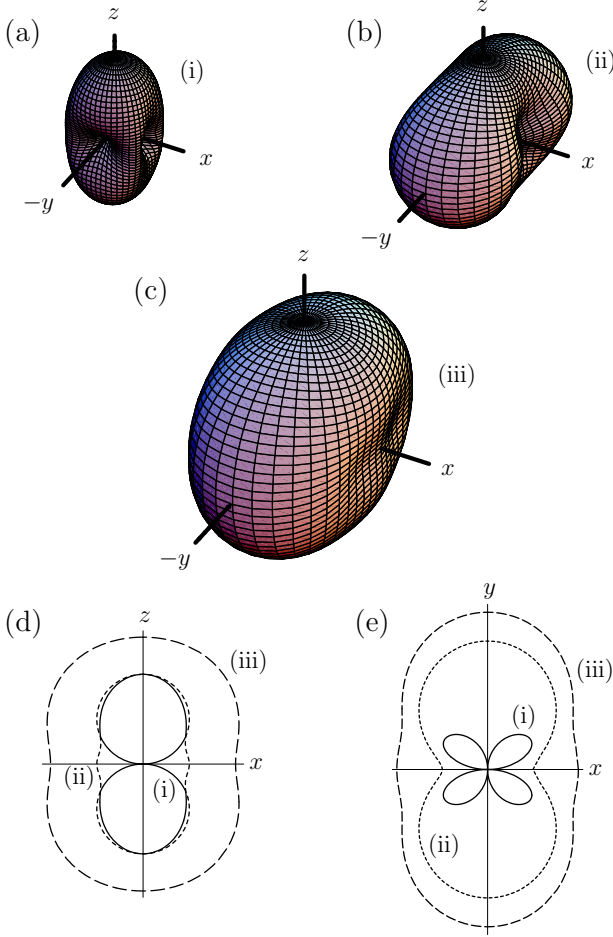 (a)
z
(i)
x
−y
(b)
z
(ii)
x
−y
(c)
z
(iii)
x
−y
(d)
z
(iii)
x
(ii)
(i)
(e)
y
(iii)
(i)
x
(ii)